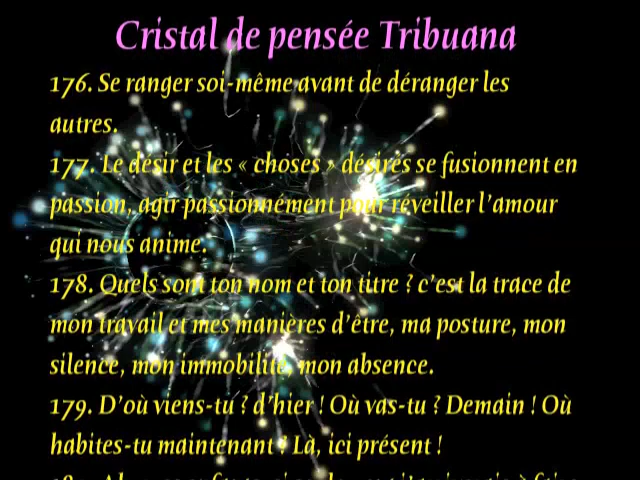 Cristal de pensée Tribuana
176. Se ranger soi-même avant de déranger les
autres.
177. Le désir et les « choses » désirés se fusionnent en
passion, agir passionnément pour réveiller l'amour
qui nous anime.
178. Quels sont ton nom et ton titre ? c'est la trace de
mon travail et mes manières d'être, ma posture, mon
silence, mon immobilité, mon absence.
179. D'où viens-tu ? d'hier ! Où vas-tu ? Demain ! Où
habites-tu maintenant ? Là, ici présent !